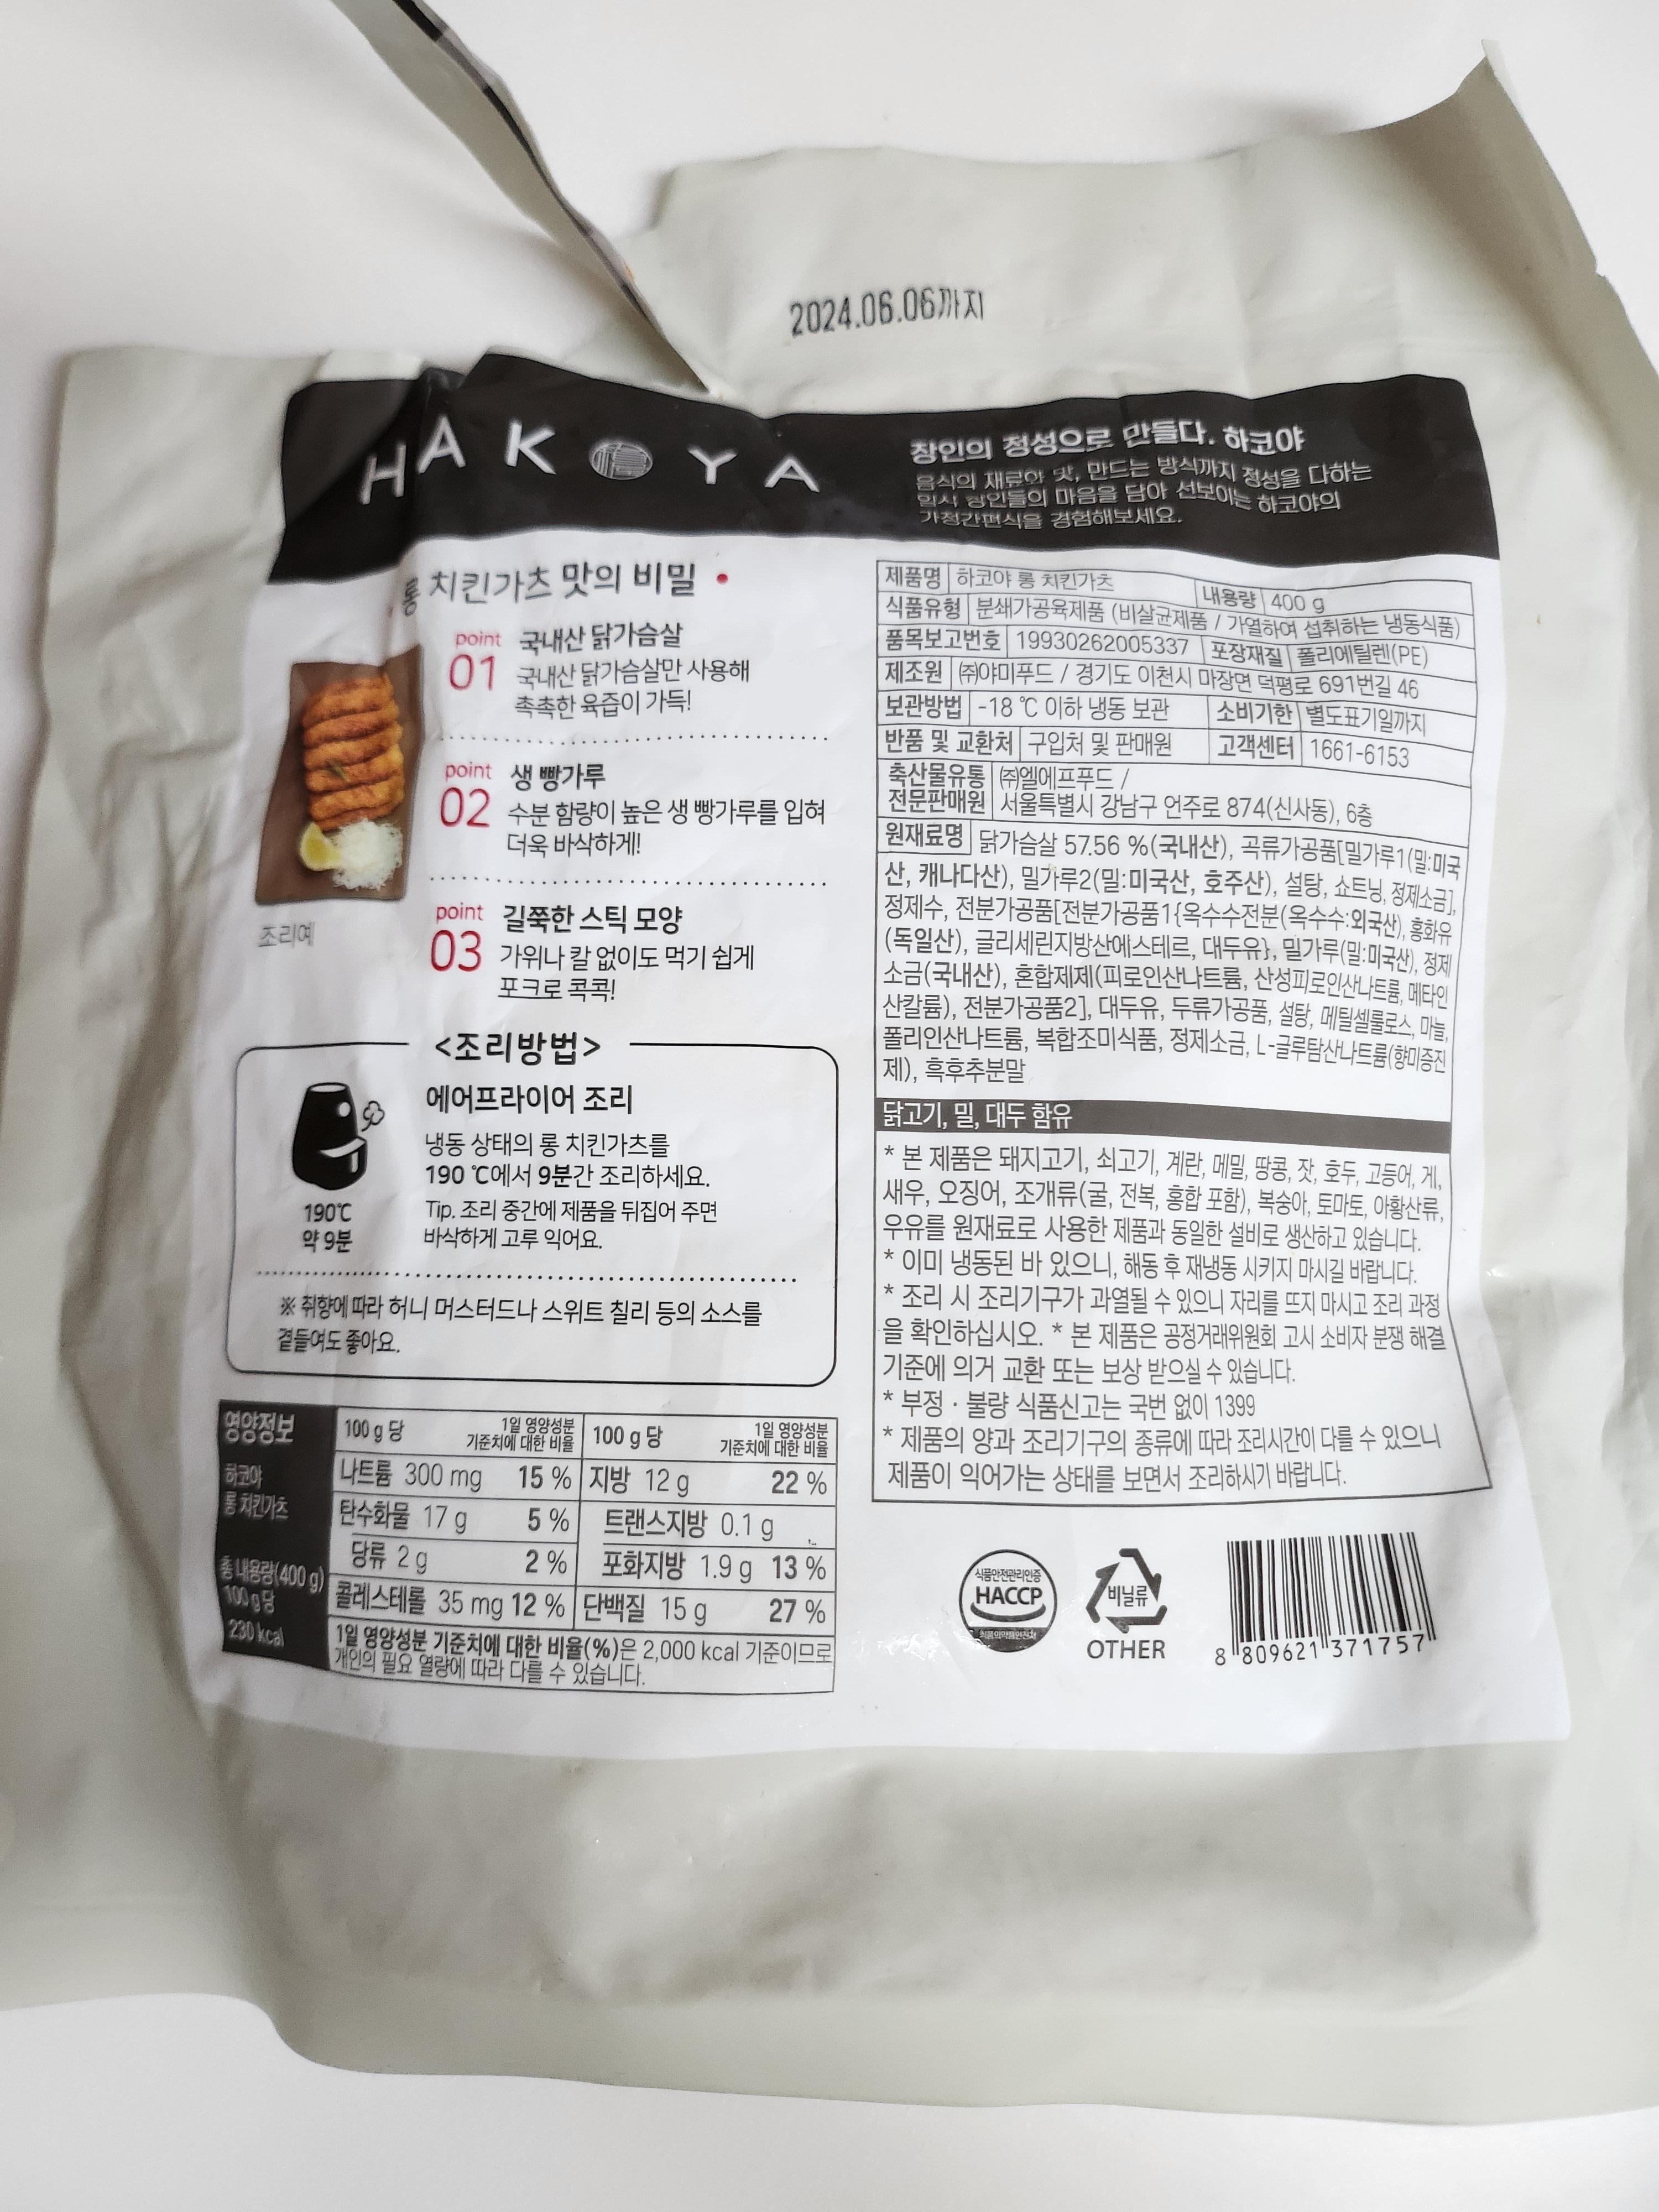 2024.06.06까지
HAKOYA
장인의 정성으로 만들다. 하코야
음식의 재료와 맛, 만드는 방식까지 정성을 다하는
일식 장인들의 마음을 담아 선보이는 하코야의
가정간편식을 경험해보세요.
롱 치킨가츠 맛의 비밀
point 01 국내산 닭가슴살
국내산 닭가슴살만 사용해
촉촉한 육즙이 가득!
point 02 생 빵가루
수분 함량이 높은 생 빵가루를 입혀
더욱 바삭하게!
조리예
point 03 길쭉한 스틱 모양
가위나 칼 없이도 먹기 쉽게
포크로 콕콕!
<조리방법>
에어프라이어 조리
냉동 상태의 롱 치킨가츠를
190 ℃에서 9분간 조리하세요.
Tip. 조리 중간에 제품을 뒤집어 주면
바삭하게 고루 익어요.
190℃
약 9분
※ 취향에 따라 허니 머스터드나 스위트 칠리 등의 소스를
곁들여도 좋아요.
영양정보
하코야
롱 치킨가츠
총 내용량(400 g)
100 g당
230 kcal
100 g 당 1일 영양성분 기준치에 대한 비율 100 g 당 1일 영양성분 기준치에 대한 비율
나트륨 300 mg 15 % 지방 12 g 22 %
탄수화물 17 g 5 % 트랜스지방 0.1 g
당류 2 g 2 % 포화지방 1.9 g 13 %
콜레스테롤 35 mg 12 % 단백질 15 g 27 %
1일 영양성분 기준치에 대한 비율(%)은 2,000 kcal 기준이므로
개인의 필요 열량에 따라 다를 수 있습니다.
제품명 하코야 롱 치킨가츠 내용량 400 g
식품유형 분쇄가공육제품 (비살균제품 / 가열하여 섭취하는 냉동식품)
품목보고번호 19930262005337 포장재질 폴리에틸렌(PE)
제조원 ㈜야미푸드 / 경기도 이천시 마장면 덕평로 691번길 46
보관방법 -18 ℃ 이하 냉동 보관 소비기한 별도표기일까지
반품 및 교환처 구입처 및 판매원 고객센터 1661-6153
축산물유통 ㈜엘에프푸드 /
전문판매원 서울특별시 강남구 언주로 874(신사동), 6층
원재료명 닭가슴살 57.56 %(국내산), 곡류가공품[밀가루1(밀:미국
산, 캐나다산), 밀가루2(밀:미국산, 호주산), 설탕, 쇼트닝, 정제소금],
정제수, 전분가공품[전분가공품1{옥수수전분(옥수수:외국산), 홍화유
(독일산), 글리세린지방산에스테르, 대두유}, 밀가루(밀:미국산), 정제
소금(국내산), 혼합제제(피로인산나트륨, 산성피로인산나트륨, 메타인
산칼륨), 전분가공품2], 대두유, 두류가공품, 설탕, 메틸셀룰로스, 마늘,
폴리인산나트륨, 복합조미식품, 정제소금, L-글루탐산나트륨(향미증진
제), 흑후추분말
닭고기, 밀, 대두 함유
* 본 제품은 돼지고기, 쇠고기, 계란, 메밀, 땅콩, 잣, 호두, 고등어, 게,
새우, 오징어, 조개류(굴, 전복, 홍합 포함), 복숭아, 토마토, 아황산류,
우유를 원재료로 사용한 제품과 동일한 설비로 생산하고 있습니다.
* 이미 냉동된 바 있으니, 해동 후 재냉동 시키지 마시길 바랍니다.
* 조리 시 조리기구가 과열될 수 있으니 자리를 뜨지 마시고 조리 과정
을 확인하십시오. * 본 제품은 공정거래위원회 고시 소비자 분쟁 해결
기준에 의거 교환 또는 보상 받으실 수 있습니다.
* 부정 · 불량 식품신고는 국번 없이 1399
* 제품의 양과 조리기구의 종류에 따라 조리시간이 다를 수 있으니
제품이 익어가는 상태를 보면서 조리하시기 바랍니다.
식품안전관리인증
HACCP
식품의약품안전처
비닐류
OTHER
8 809621 371757